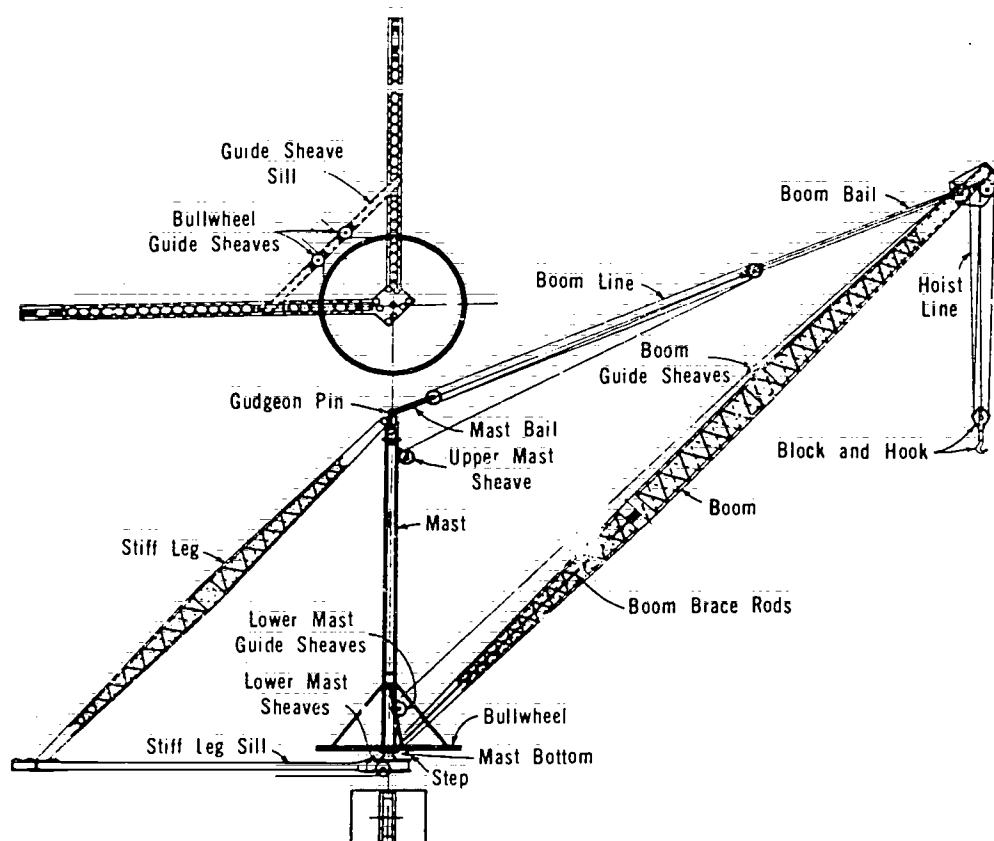 Guide Sheave
Sill
Bullwheel
Guide Sheaves
Boom Bail
Boom Line
Hoist
Line
Boom
Guide Sheaves
Gudgeon Pin
Mast Bail
Upper Mast
Sheave
Block and Hook
Boom
Mast
Stiff Leg
Boom Brace Rods
Lower Mast
Guide Sheaves
Lower Mast
Sheaves
Bullwheel
Stiff Leg Sill
Mast Bottom
Step